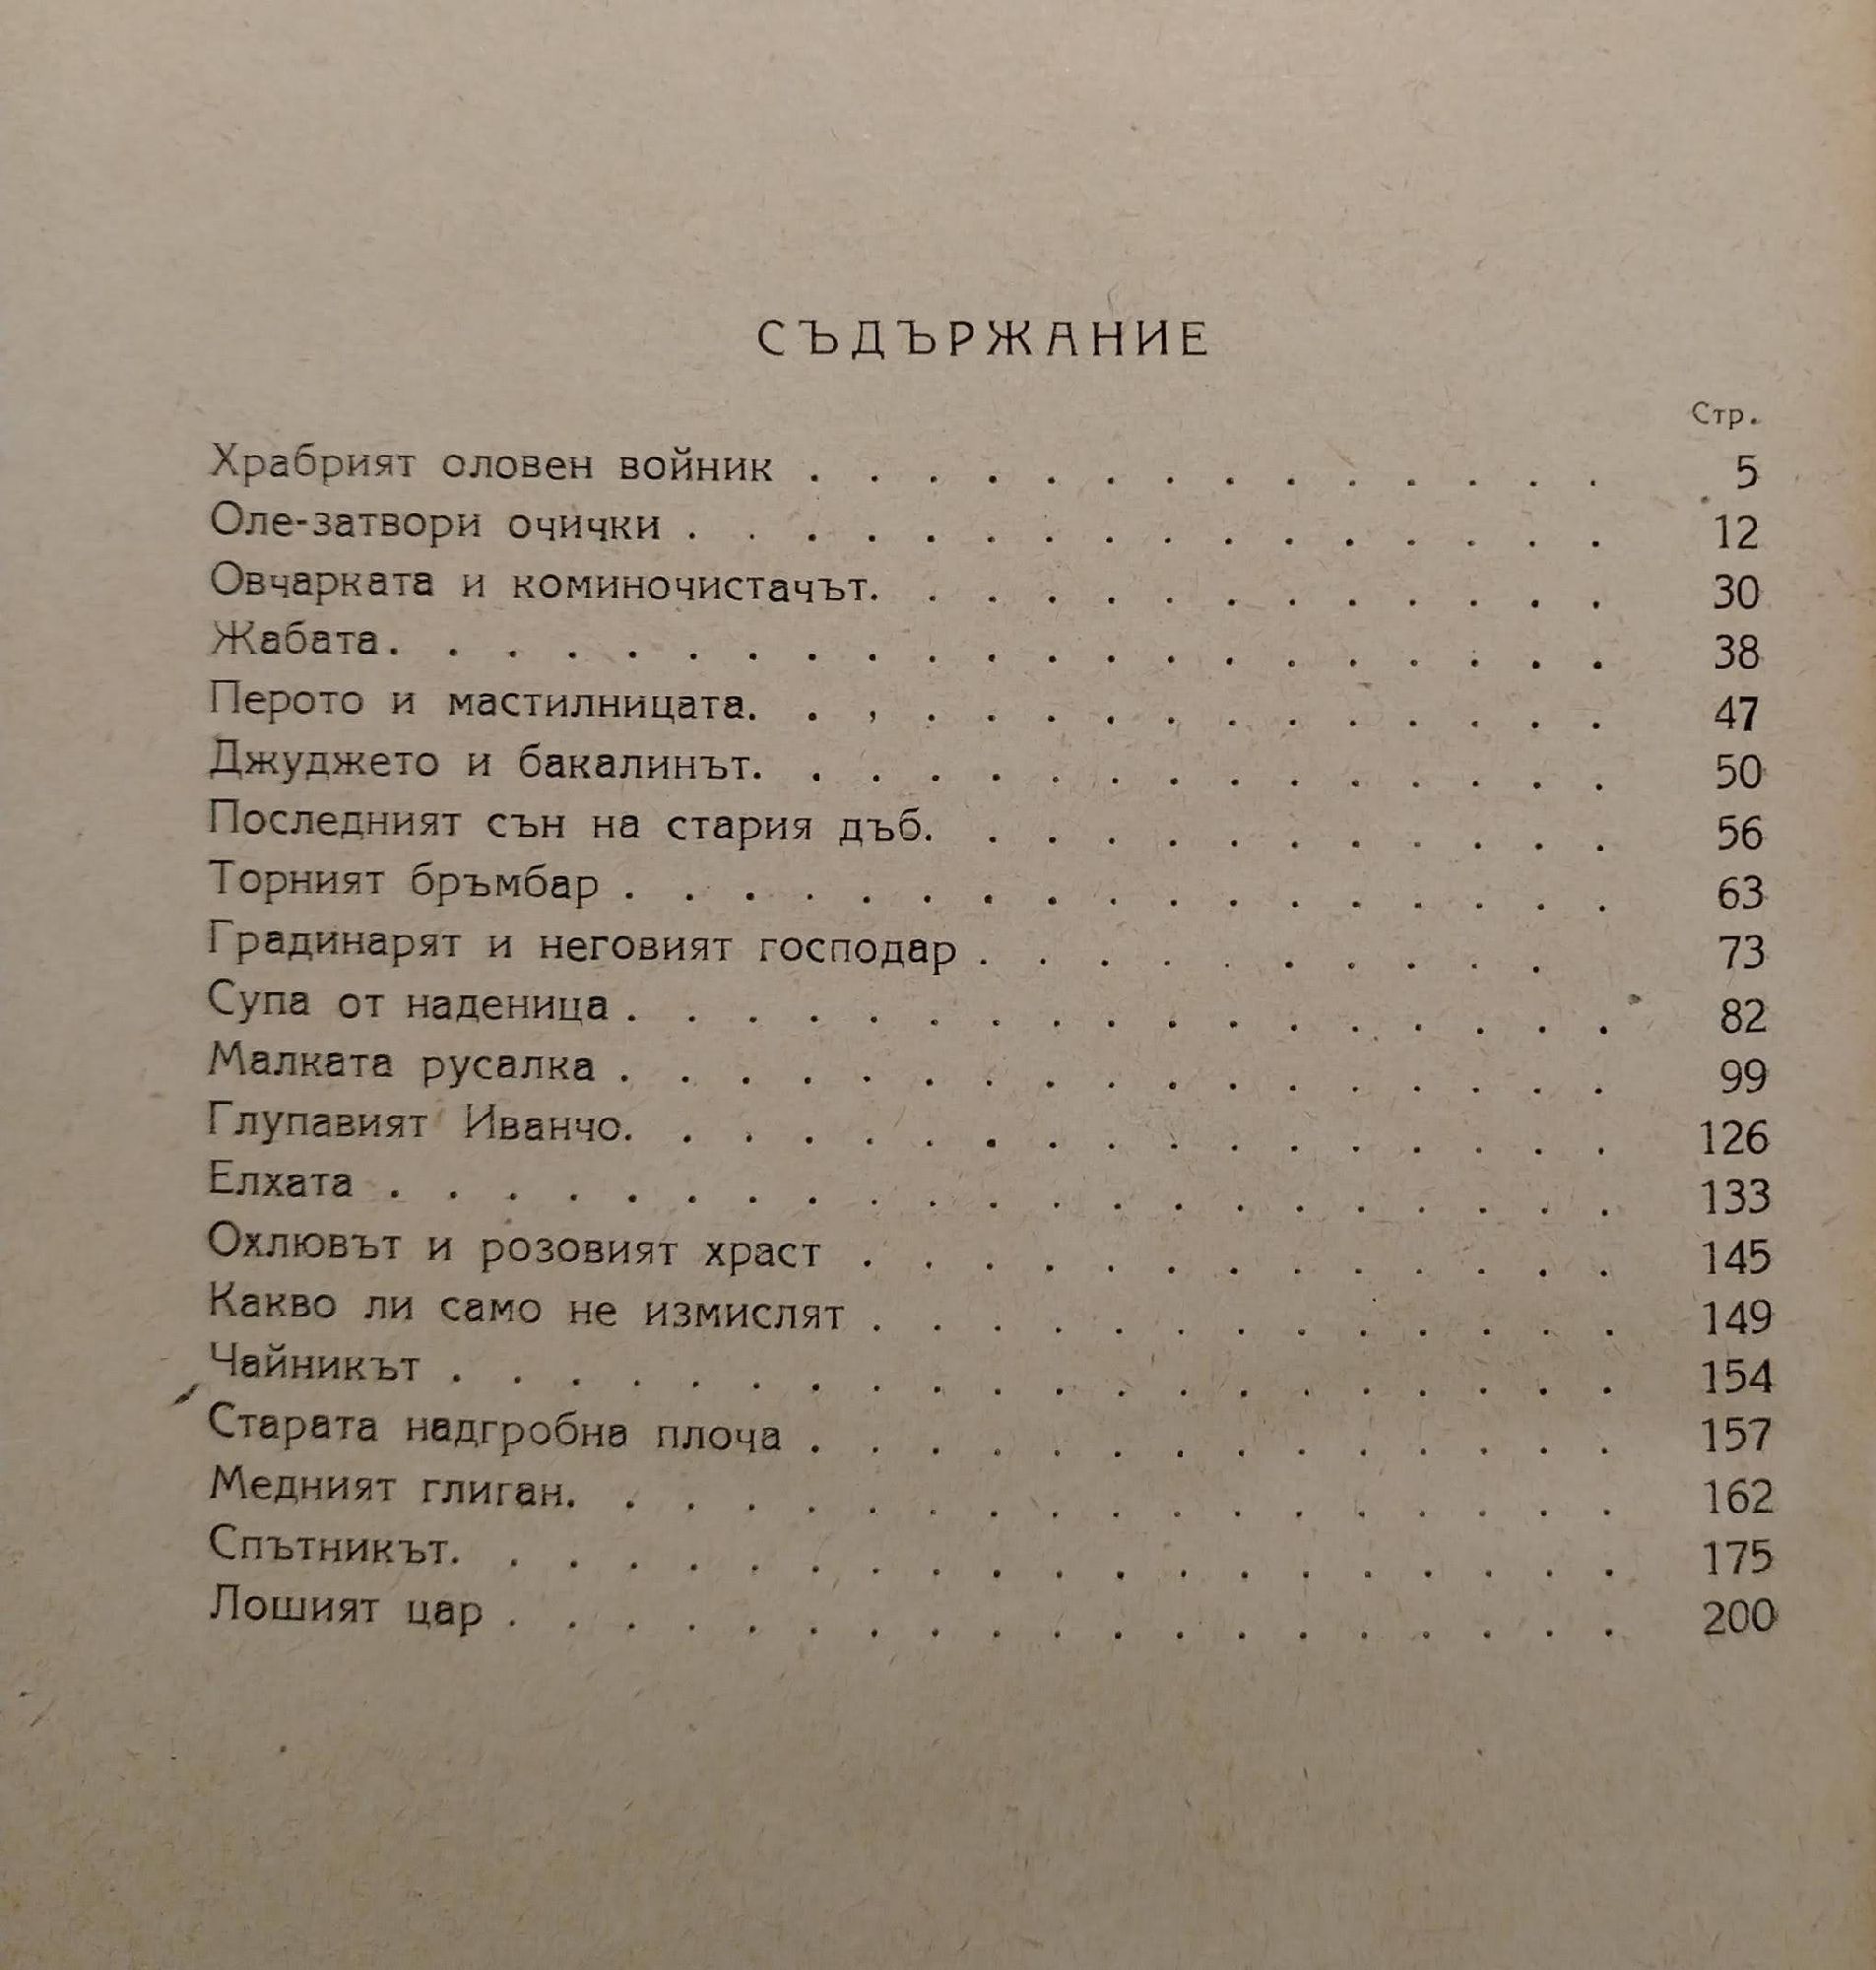 СЪДЪРЖАНИЕ
Стр.
Храбрият оловен войник . . . . . . . . . . . . . . 5
Оле-затвори очички . . . . . . . . . . . . . . . . 12
Овчарката и коминочистачът. . . . . . . . . . . . . 30
Жабата. . . . . . . . . . . . . . . . . . . . . 38
Перото и мастилницата. . , . . . . . . . . . . . . 47
Джуджето и бакалинът. . . . . . . . . . . . . . . 50
Последният сън на стария дъб. . . . . . . . . . . . 56
Торният бръмбар . . . . . . . . . . . . . . . . . 63
Градинарят и неговият господар . . . . . . . . . . 73
Супа от наденица . . . . . . . . . . . . . . . . . 82
Малката русалка . . . . . . . . . . . . . . . . . 99
Глупавият Иванчо. . . . . . . . . . . . . . . . . 126
Елхата . . . . . . . . . . . . . . . . . . . . . 133
Охлювът и розовият храст . . . . . . . . . . . . . 145
Какво ли само не измислят . . . . . . . . . . . . . 149
Чайникът . . . . . . . . . . . . . . . . . . . . 154
Старата надгробна плоча . . . . . . . . . . . . . . 157
Медният глиган. . . . . . . . . . . . . . . . . . 162
Спътникът. . . . . . . . . . . . . . . . . . . . 175
Лошият цар . . . . . . . . . . . . . . . . . . . 200